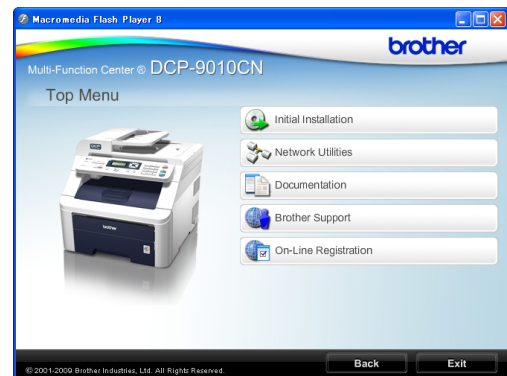 Macromedia Flash Player 8
brother
Multi-Function Center ® DCP-9010CN
Top Menu
Initial Installation
Network Utilities
Documentation
Brother Support
On-Line Registration
Back
Exit
© 2001-2009 Brother Industries, Ltd. All Rights Reserved.